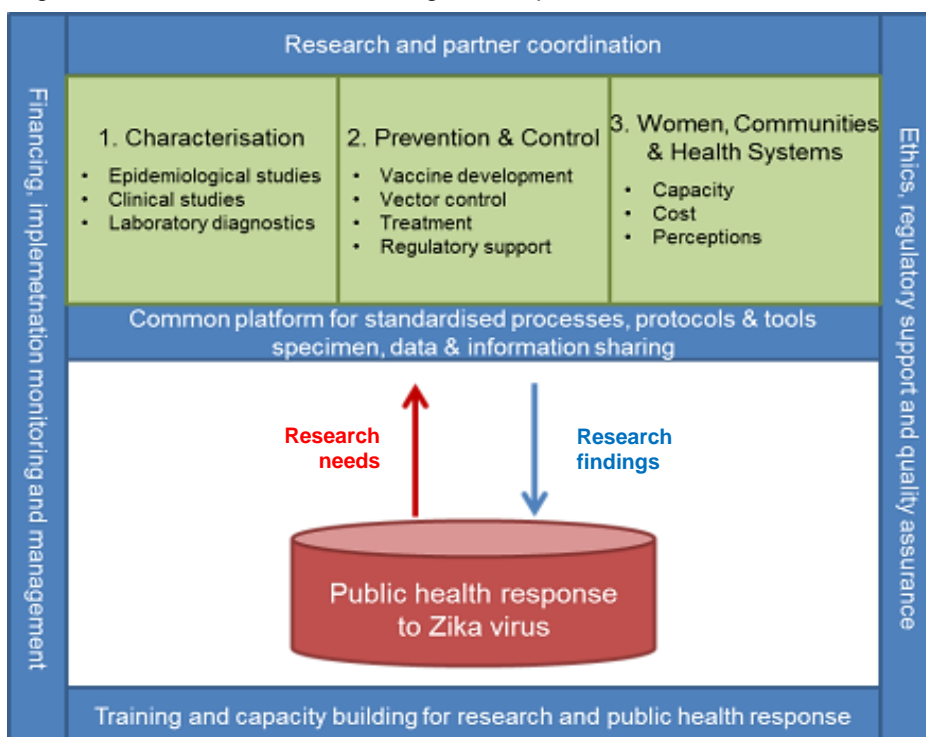 Research and partner coordination
Financing, implemetnation monitoring and management
1. Characterisation
• Epidemiological studies
• Clinical studies
• Laboratory diagnostics
2. Prevention & Control
• Vaccine development
• Vector control
• Treatment
• Regulatory support
3. Women, Communities
& Health Systems
• Capacity
• Cost
• Perceptions
Ethics, regulatory support and quality assurance
Common platform for standardised processes, protocols & tools
specimen, data & information sharing
Research
needs
Research
findings
Public health response
to Zika virus
Training and capacity building for research and public health response